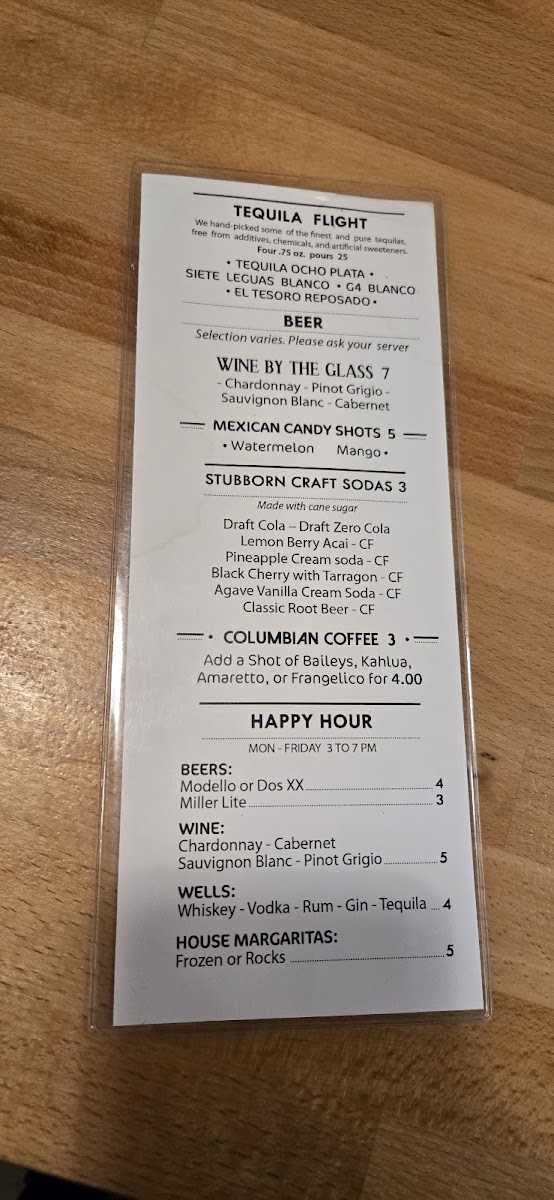 TEQUILA FLIGHT
We hand-picked some of the finest and pure tequilas,
free from additives, chemicals, and artificial sweeteners.
Four .75 oz. pours 25
• TEQUILA OCHO PLATA •
SIETE LEGUAS BLANCO • G4 BLANCO
• EL TESORO REPOSADO •
BEER
Selection varies. Please ask your server
WINE BY THE GLASS 7
- Chardonnay - Pinot Grigio -
Sauvignon Blanc - Cabernet
MEXICAN CANDY SHOTS 5
• Watermelon Mango •
STUBBORN CRAFT SODAS 3
Made with cane sugar
Draft Cola – Draft Zero Cola
Lemon Berry Acai - CF
Pineapple Cream soda - CF
Black Cherry with Tarragon - CF
Agave Vanilla Cream Soda - CF
Classic Root Beer - CF
• COLUMBIAN COFFEE 3 •
Add a Shot of Baileys, Kahlua,
Amaretto, or Frangelico for 4.00
HAPPY HOUR
MON - FRIDAY 3 TO 7 PM
BEERS:
Modello or Dos XX 4
Miller Lite 3
WINE:
Chardonnay - Cabernet
Sauvignon Blanc - Pinot Grigio 5
WELLS:
Whiskey - Vodka - Rum - Gin - Tequila 4
HOUSE MARGARITAS:
Frozen or Rocks 5